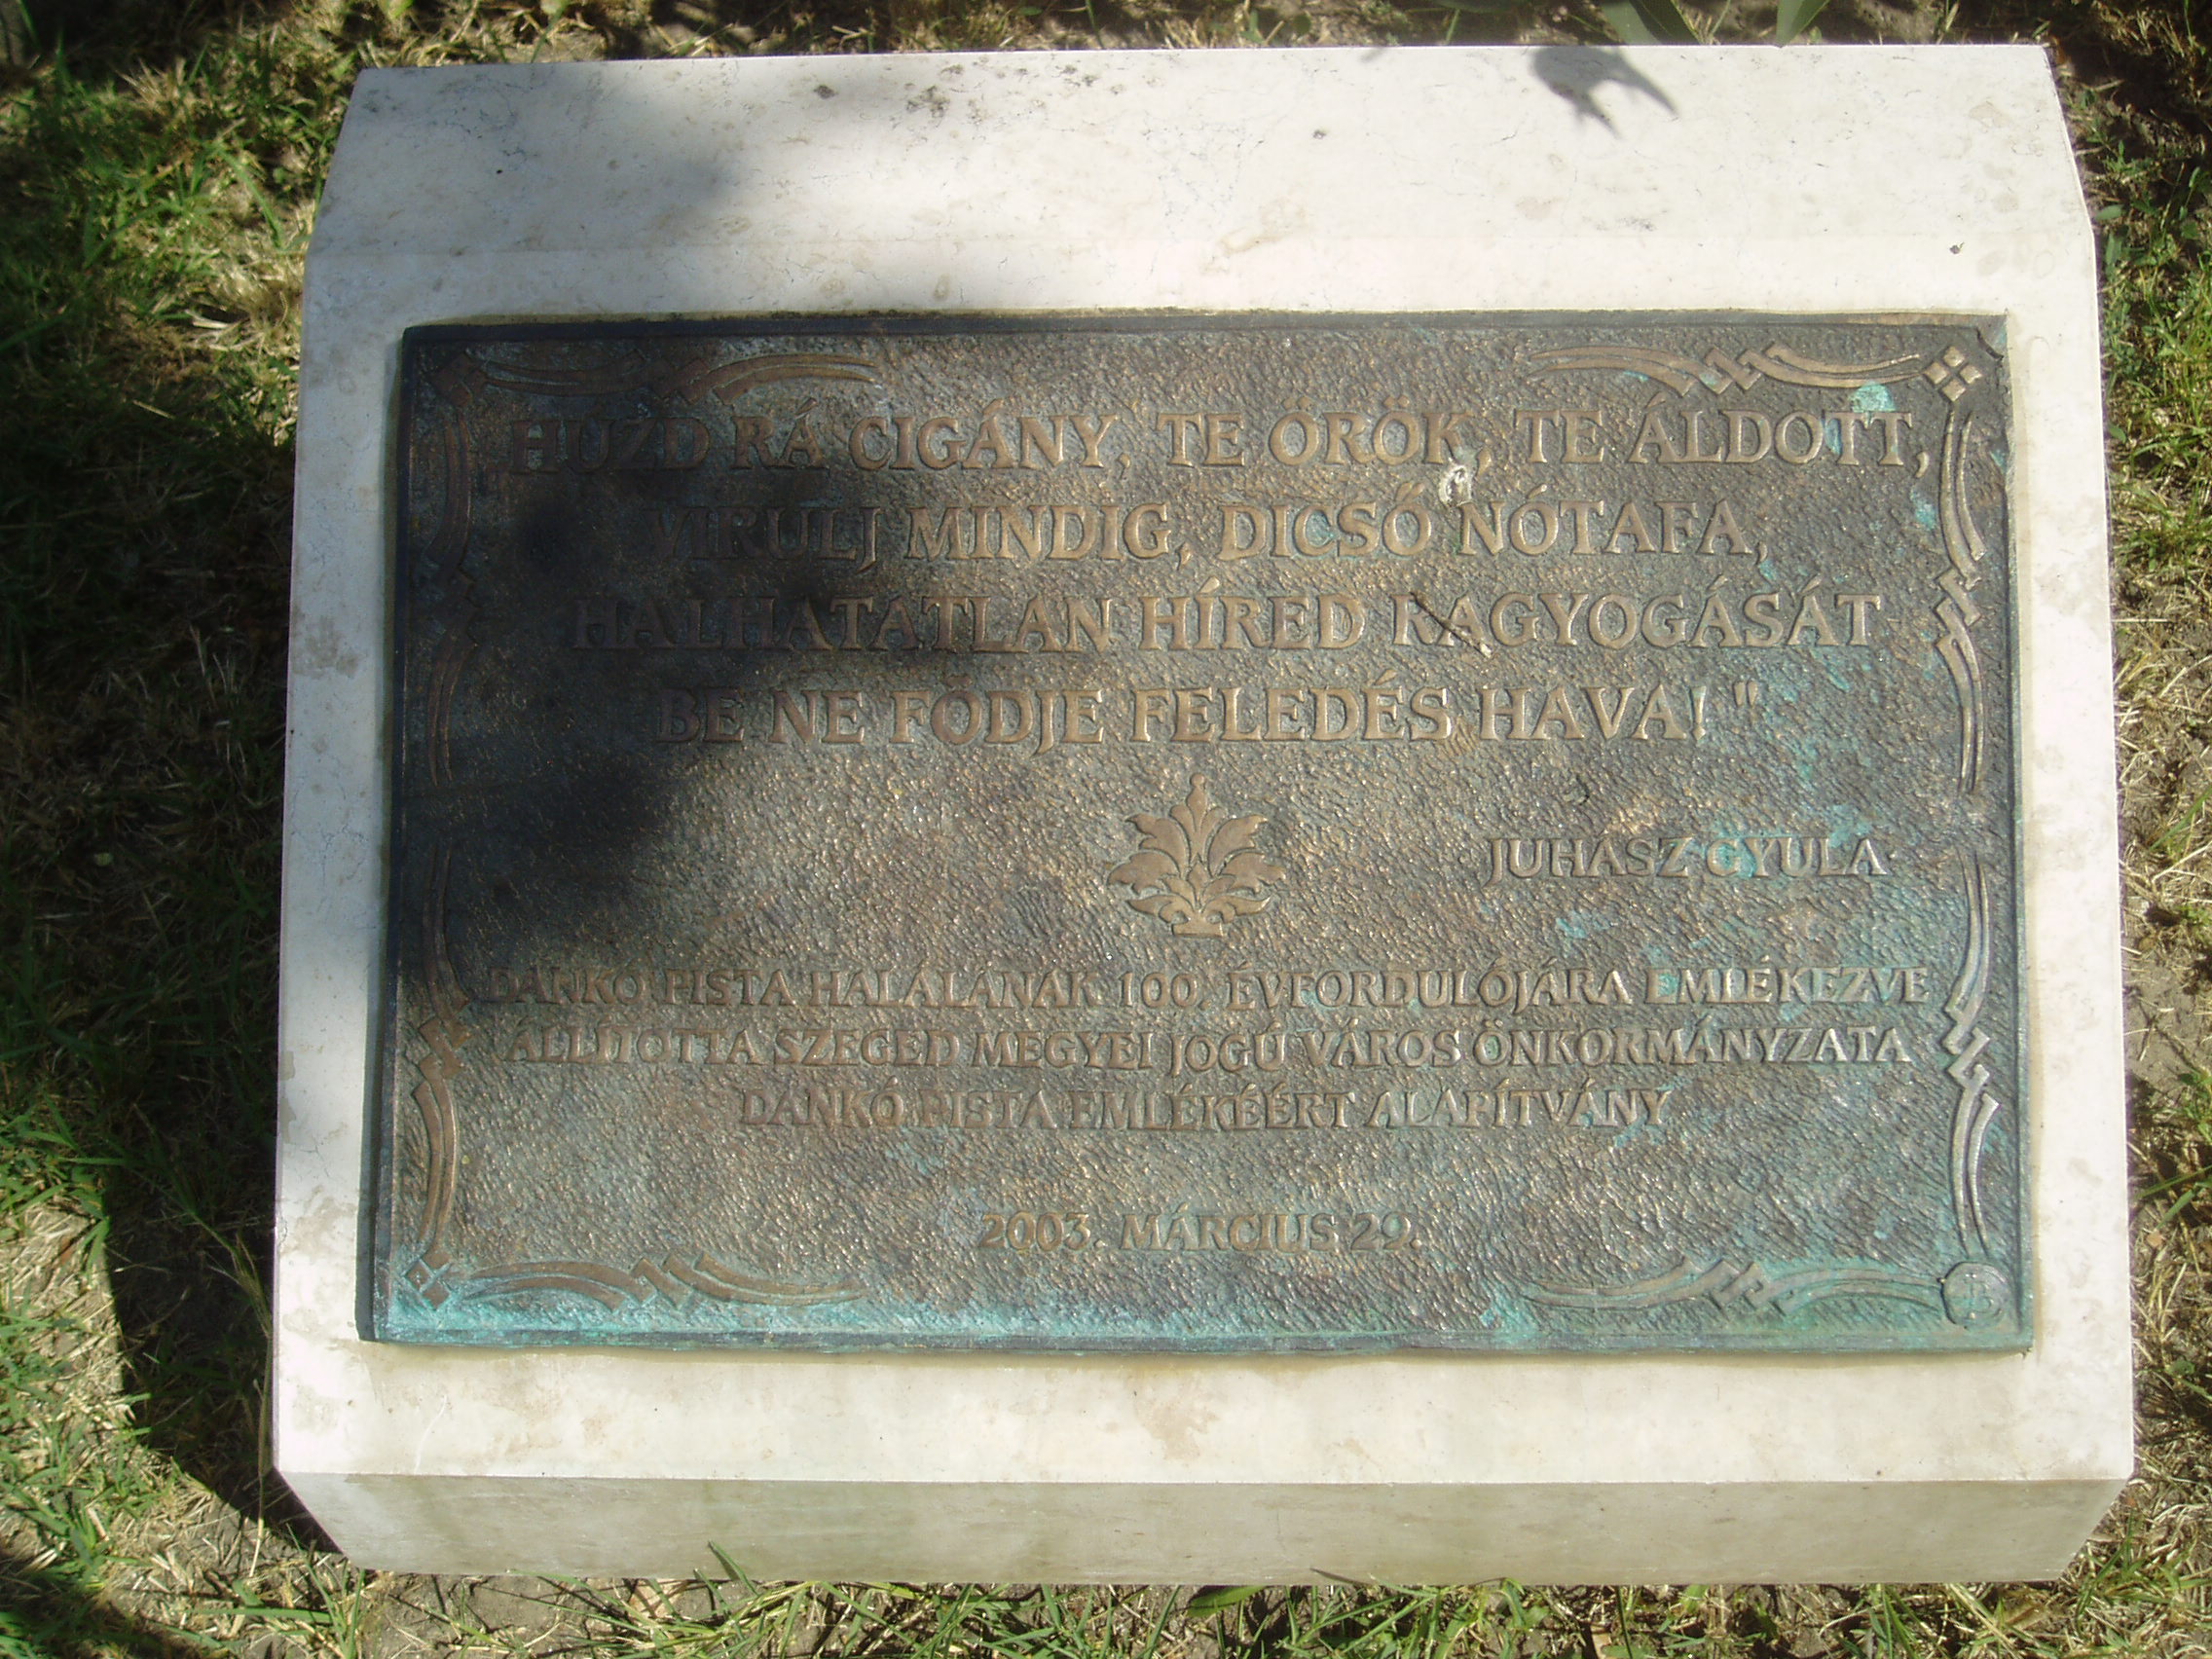 „HÚZD RÁ CIGÁNY, TE ÖRÖK, TE ÁLDOTT,
VIRULJ MINDIG, DICSŐ NÓTAFA,
HALHATATLAN HÍRED RAGYOGÁSÁT
BE NE FÖDJE FELEDÉS HAVA! "
JUHÁSZ GYULA
DANKÓ PISTA HALÁLÁNAK 100. ÉVFORDULÓJÁRA EMLÉKEZVE
ÁLLÍTOTTA SZEGED MEGYEI JOGÚ VÁROS ÖNKORMÁNYZATA
DANKÓ PISTA EMLÉKÉÉRT ALAPÍTVÁNY
2003. MÁRCIUS 29.